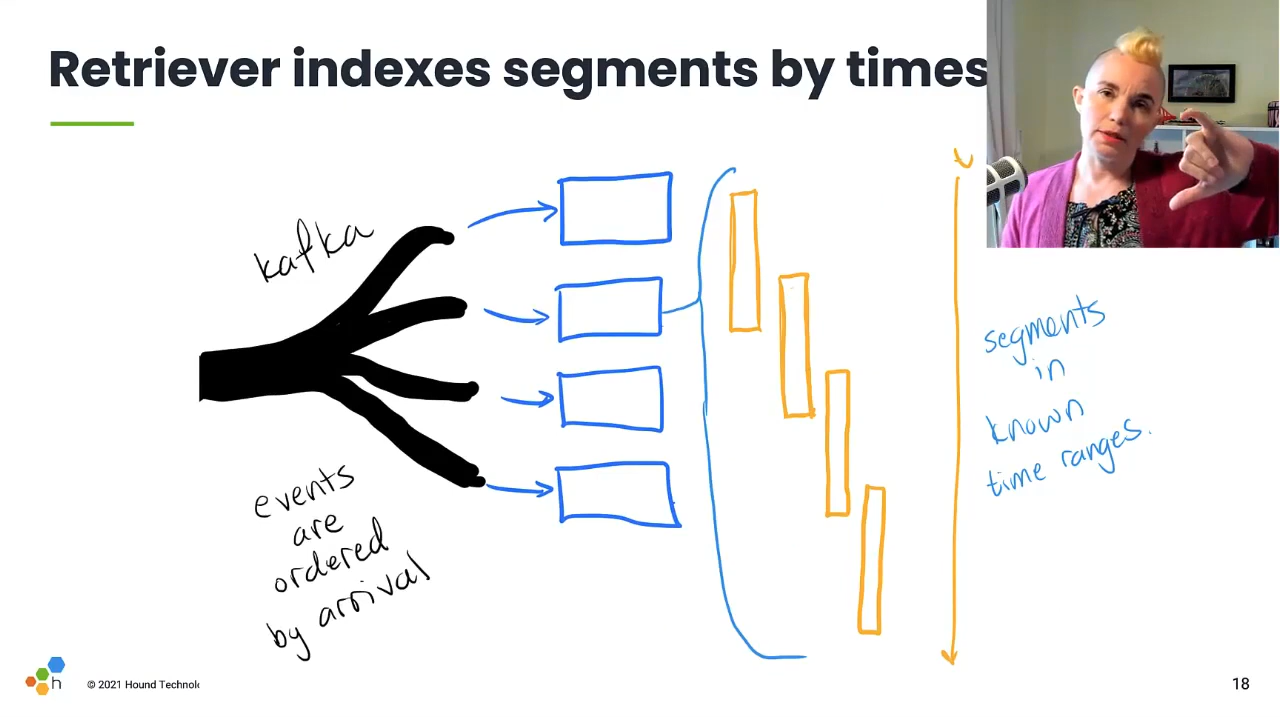 Retriever indexes segments by times
kafka
events
are
ordered
by arrival
t
segments
in
known
time ranges.
h
© 2021 Hound Technol
18